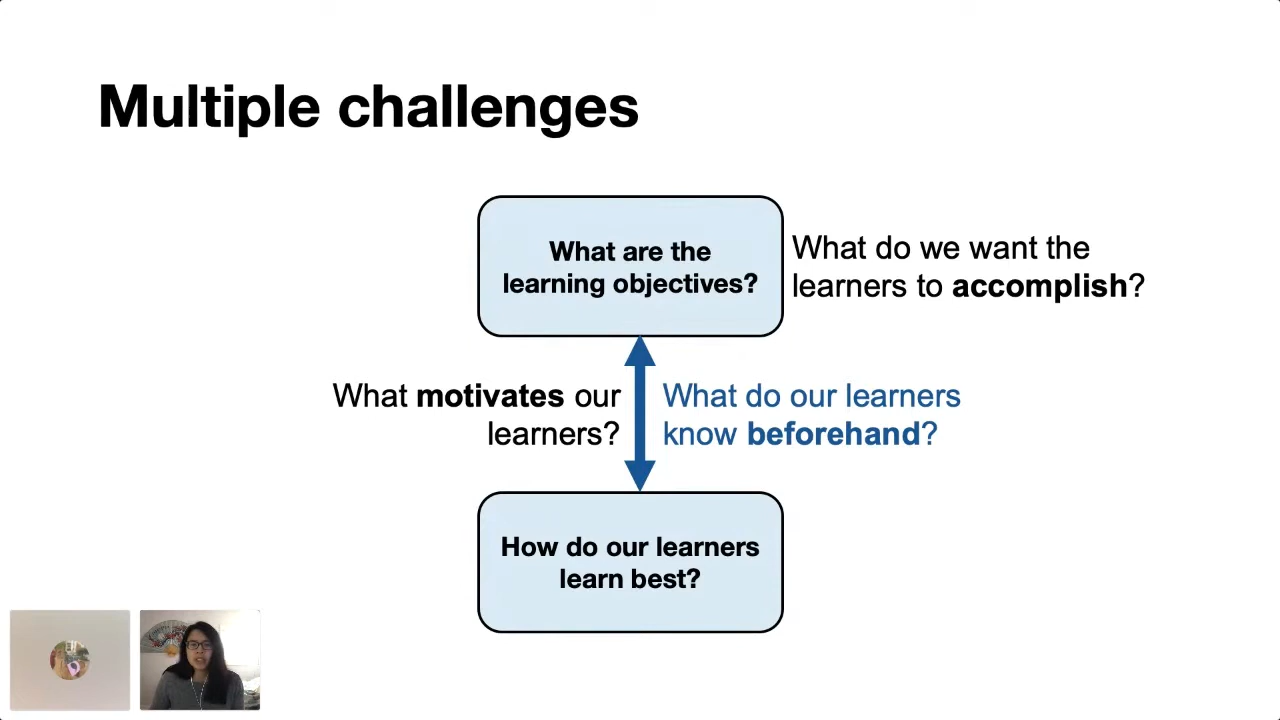 Multiple challenges
What are the
learning objectives?
What do we want the
learners to accomplish?
What motivates our
learners?
What do our learners
know beforehand?
How do our learners
learn best?